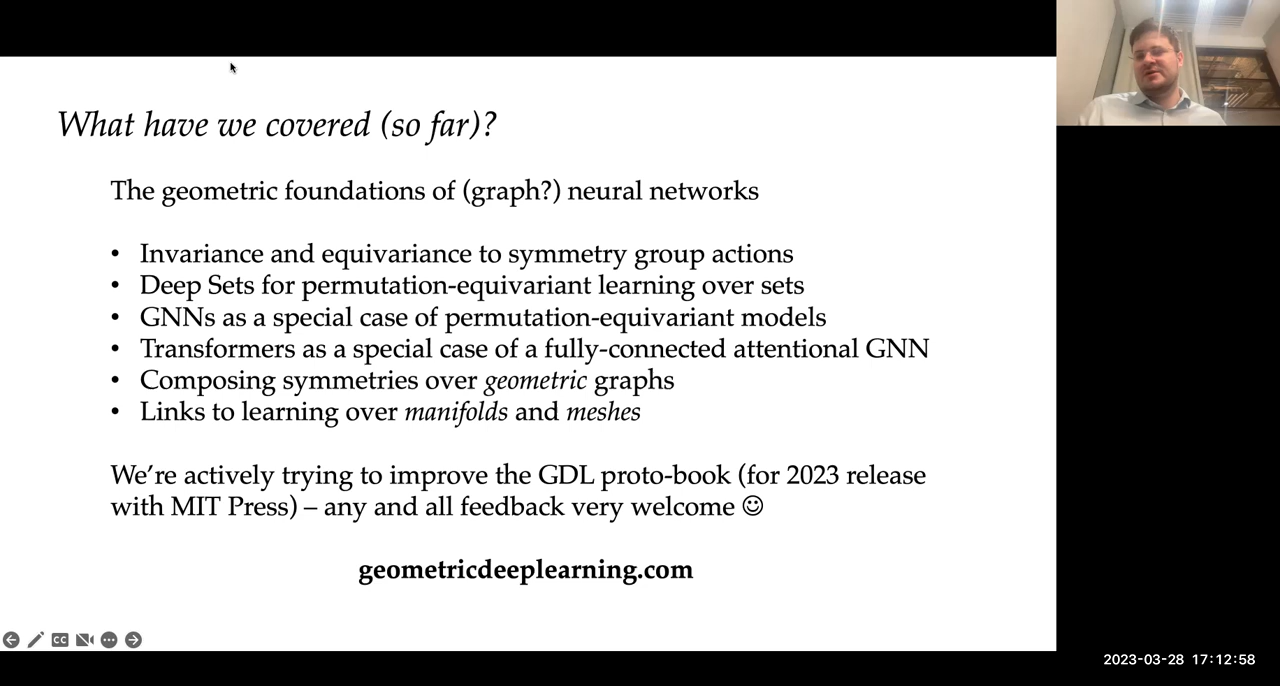 What have we covered (so far)?
The geometric foundations of (graph?) neural networks
• Invariance and equivariance to symmetry group actions
• Deep Sets for permutation-equivariant learning over sets
• GNNs as a special case of permutation-equivariant models
• Transformers as a special case of a fully-connected attentional GNN
• Composing symmetries over geometric graphs
• Links to learning over manifolds and meshes
We're actively trying to improve the GDL proto-book (for 2023 release
with MIT Press) – any and all feedback very welcome ☺
geometricdeeplearning.com
CC
2023-03-28 17:12:58